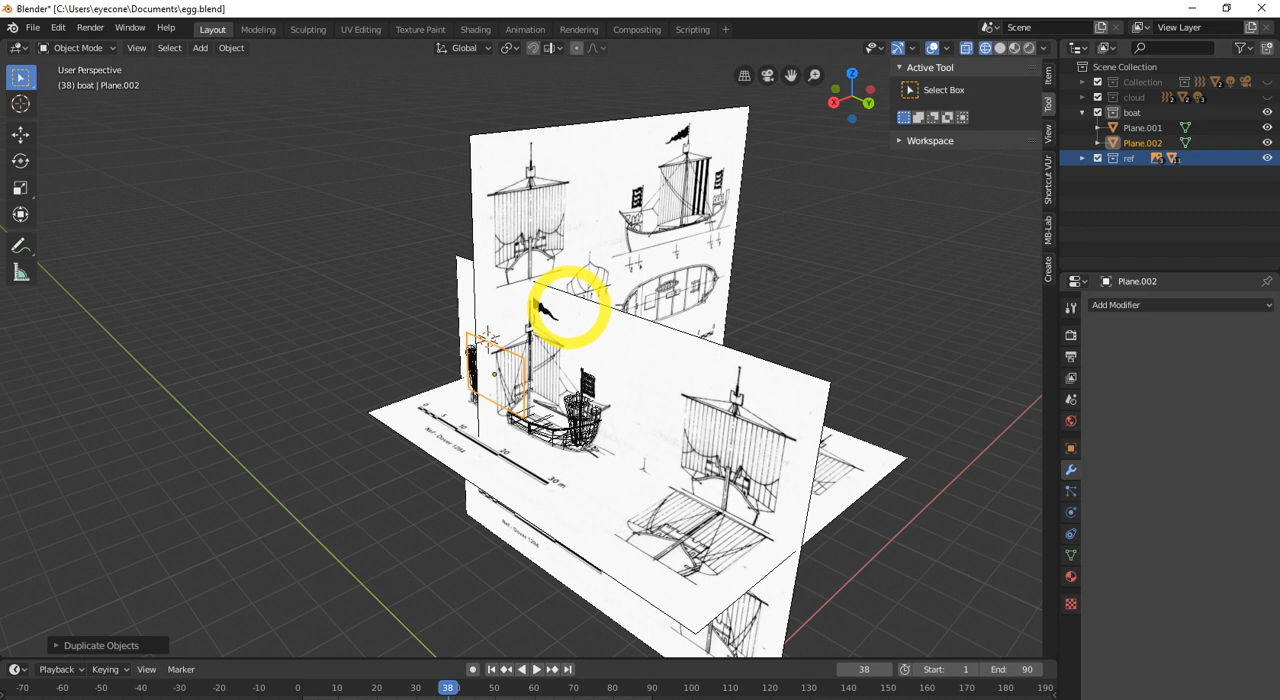 Blender* [C:\Users\eyecone\Documents\egg.blend]
File Edit Render Window Help Layout Modeling Sculpting UV Editing Texture Paint Shading Animation Rendering Compositing Scripting + Scene View Layer
Object Mode View Select Add Object Global
User Perspective
(38) boat | Plane.002
Active Tool
Select Box
Workspace
Item
Tool
View
Shortcut VUr
MB-Lab
Create
Scene Collection
Collection
cloud
boat
Plane.001
Plane.002
ref
Plane.002
Add Modifier
X
Y
Z
0 5 10 20 30 m
Duplicate Objects
Playback Keying View Marker 38 Start: 1 End: 90
-70 -60 -50 -40 -30 -20 -10 0 10 20 30 38 50 60 70 80 90 100 110 120 130 140 150 160 170 180 190